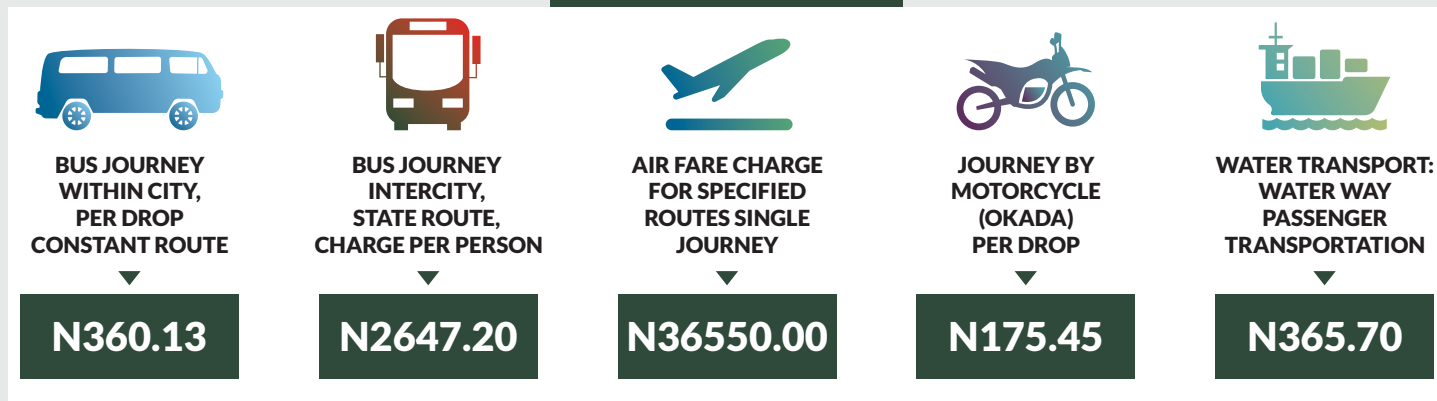 BUS JOURNEY
WITHIN CITY,
PER DROP
CONSTANT ROUTE
N360.13
BUS JOURNEY
INTERCITY,
STATE ROUTE,
CHARGE PER PERSON
N2647.20
AIR FARE CHARGE
FOR SPECIFIED
ROUTES SINGLE
JOURNEY
N36550.00
JOURNEY BY
MOTORCYCLE
(OKADA)
PER DROP
N175.45
WATER TRANSPORT:
WATER WAY
PASSENGER
TRANSPORTATION
N365.70